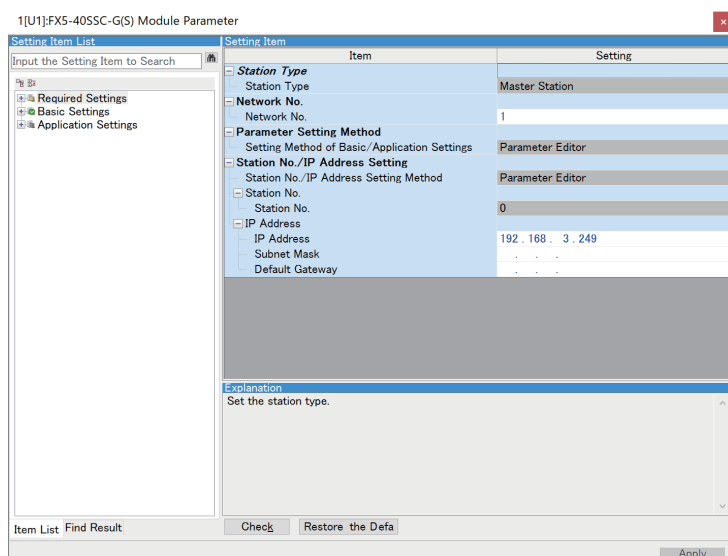 1[U1]:FX5-40SSC-G(S) Module Parameter
Setting Item List
Input the Setting Item to Search
Required Settings
Basic Settings
Application Settings
Item List
Find Result
Setting Item
Item Setting
Station Type
Station Type Master Station
Network No.
Network No. 1
Parameter Setting Method
Setting Method of Basic/Application Settings Parameter Editor
Station No./IP Address Setting
Station No./IP Address Setting Method Parameter Editor
Station No.
Station No. 0
IP Address
IP Address 192 . 168 . 3 . 249
Subnet Mask . . .
Default Gateway . . .
Explanation
Set the station type.
Check
Restore the Defa
Apply